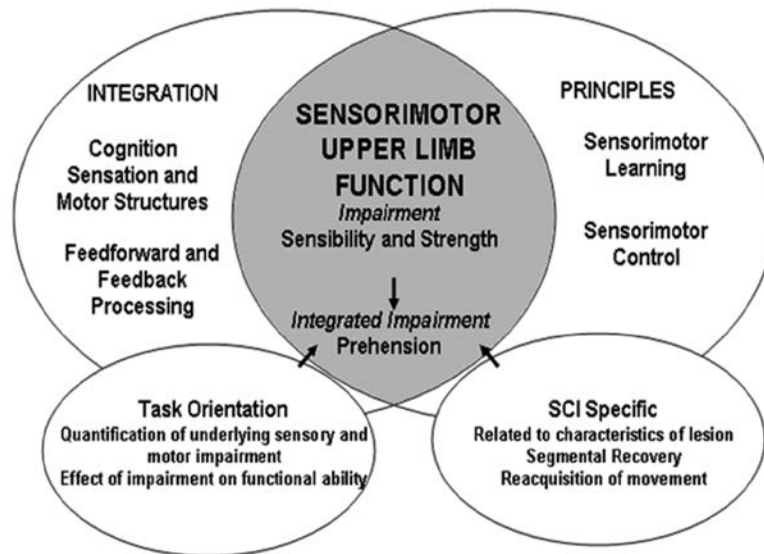 INTEGRATION
Cognition
Sensation and
Motor Structures
Feedforward and
Feedback
Processing
SENSORIMOTOR
UPPER LIMB
FUNCTION
Impairment
Sensibility and Strength
Integrated Impairment
Prehension
PRINCIPLES
Sensorimotor
Learning
Sensorimotor
Control
Task Orientation
Quantification of underlying sensory and
motor impairment
Effect of impairment on functional ability
SCI Specific
Related to characteristics of lesion
Segmental Recovery
Reacquisition of movement